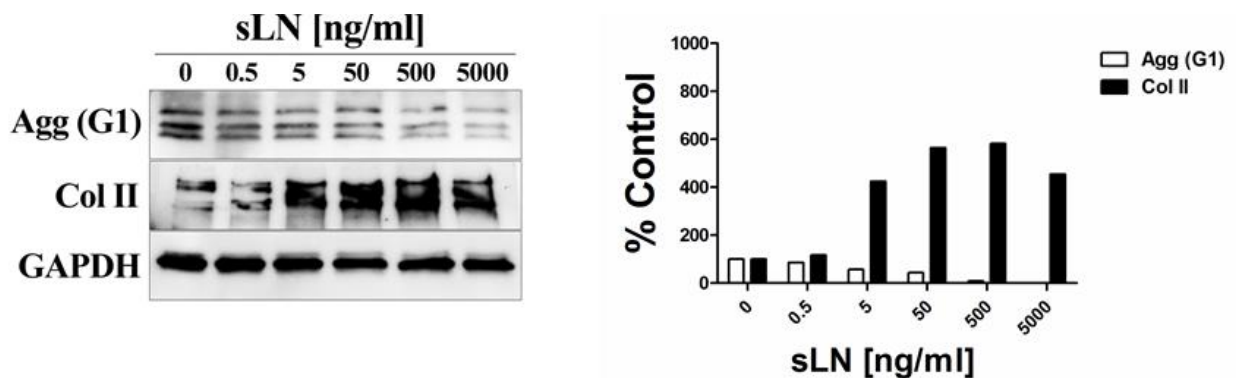 sLN [ng/ml]
0 0.5 5 50 500 5000
Agg (G1)
Col II
GAPDH
1000
800
600
400
200
0
% Control
0 0.5 5 50 500 5000
sLN [ng/ml]
Agg (G1)
Col II